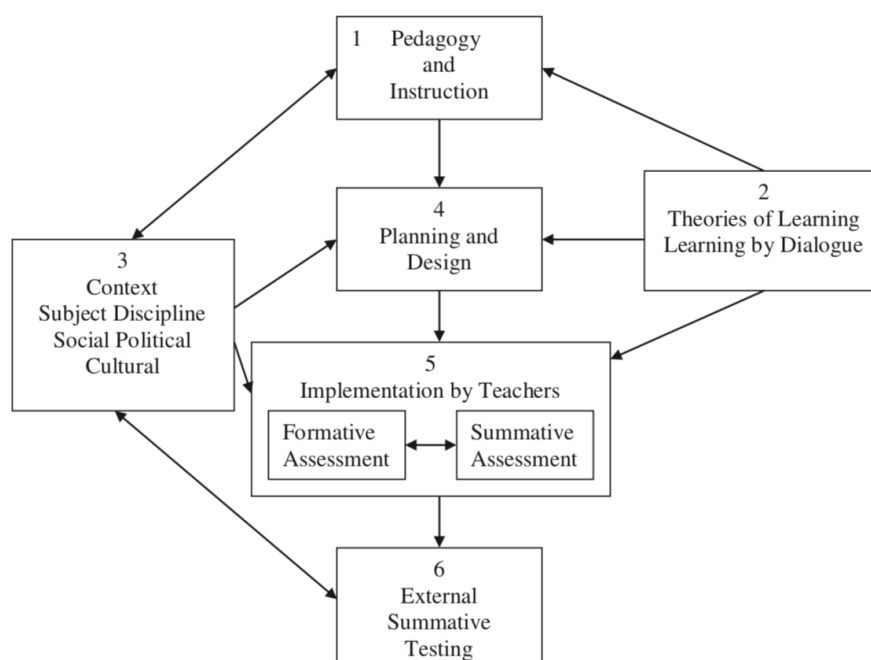 1 Pedagogy
and
Instruction
2
Theories of Learning
Learning by Dialogue
3
Context
Subject Discipline
Social Political
Cultural
4
Planning and
Design
5
Implementation by Teachers
Formative
Assessment
Summative
Assessment
6
External
Summative
Testing